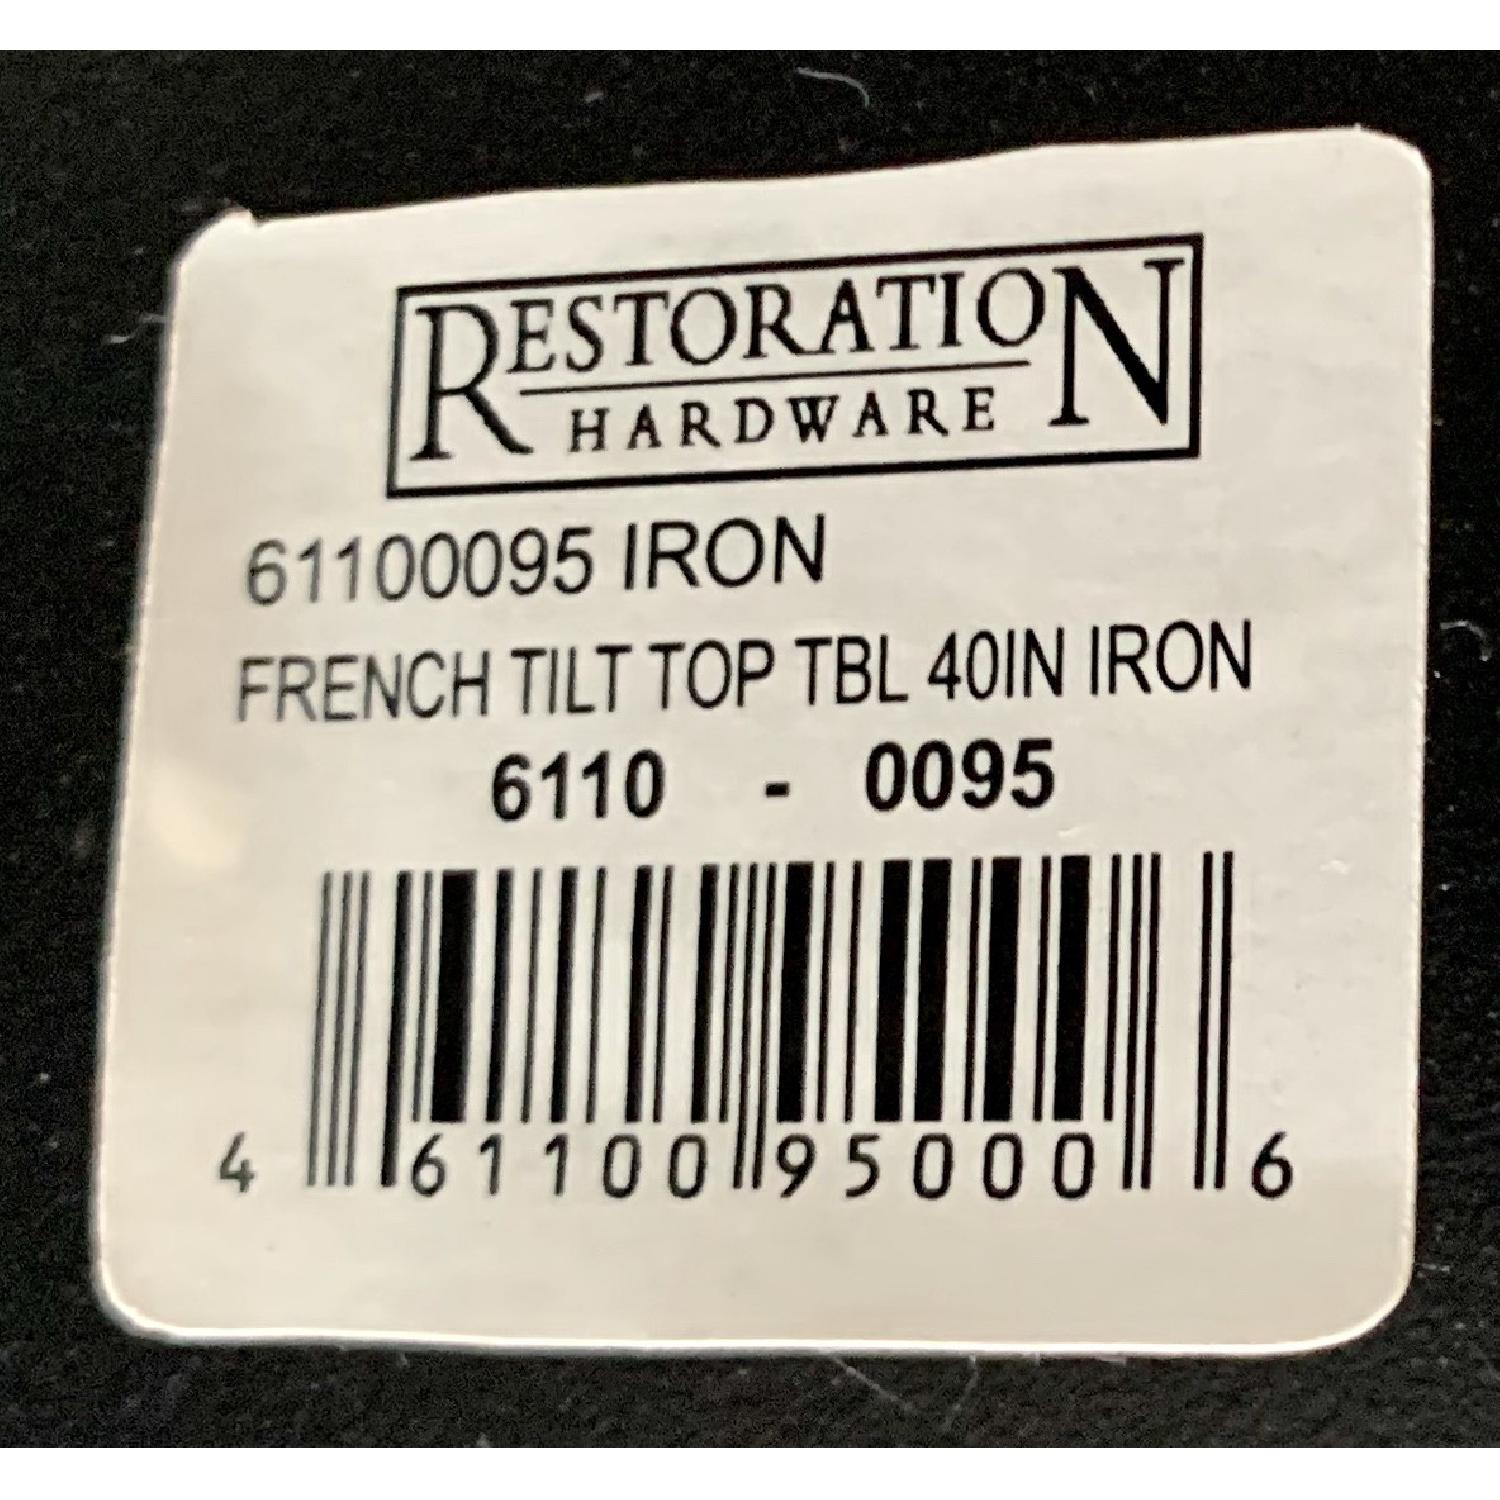 RESTORATION
HARDWARE
61100095 IRON
FRENCH TILT TOP TBL 40IN IRON
6110 - 0095
4 61100 95000 6